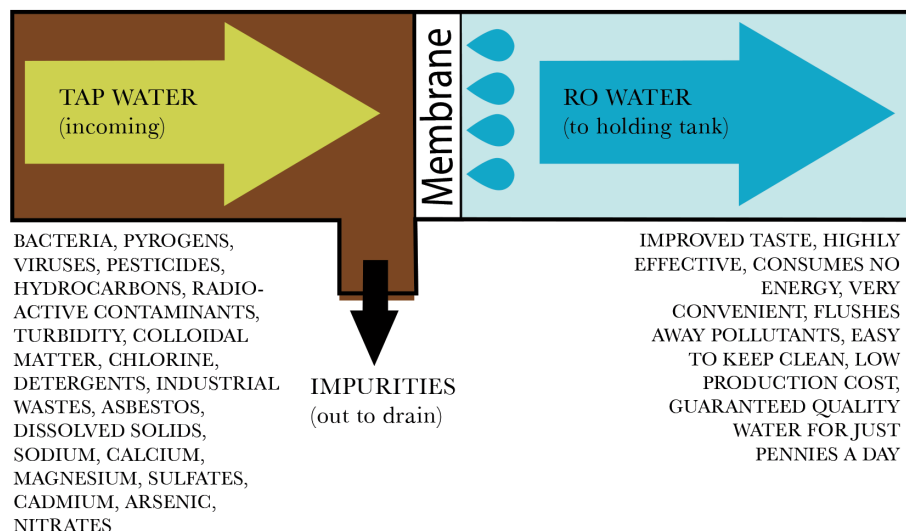 TAP WATER
(incoming)
Membrane
RO WATER
(to holding tank)
BACTERIA, PYROGENS,
VIRUSES, PESTICIDES,
HYDROCARBONS, RADIO-
ACTIVE CONTAMINANTS,
TURBIDITY, COLLOIDAL
MATTER, CHLORINE,
DETERGENTS, INDUSTRIAL
WASTES, ASBESTOS,
DISSOLVED SOLIDS,
SODIUM, CALCIUM,
MAGNESIUM, SULFATES,
CADMIUM, ARSENIC,
NITRATES
IMPURITIES
(out to drain)
IMPROVED TASTE, HIGHLY
EFFECTIVE, CONSUMES NO
ENERGY, VERY
CONVENIENT, FLUSHES
AWAY POLLUTANTS, EASY
TO KEEP CLEAN, LOW
PRODUCTION COST,
GUARANTEED QUALITY
WATER FOR JUST
PENNIES A DAY